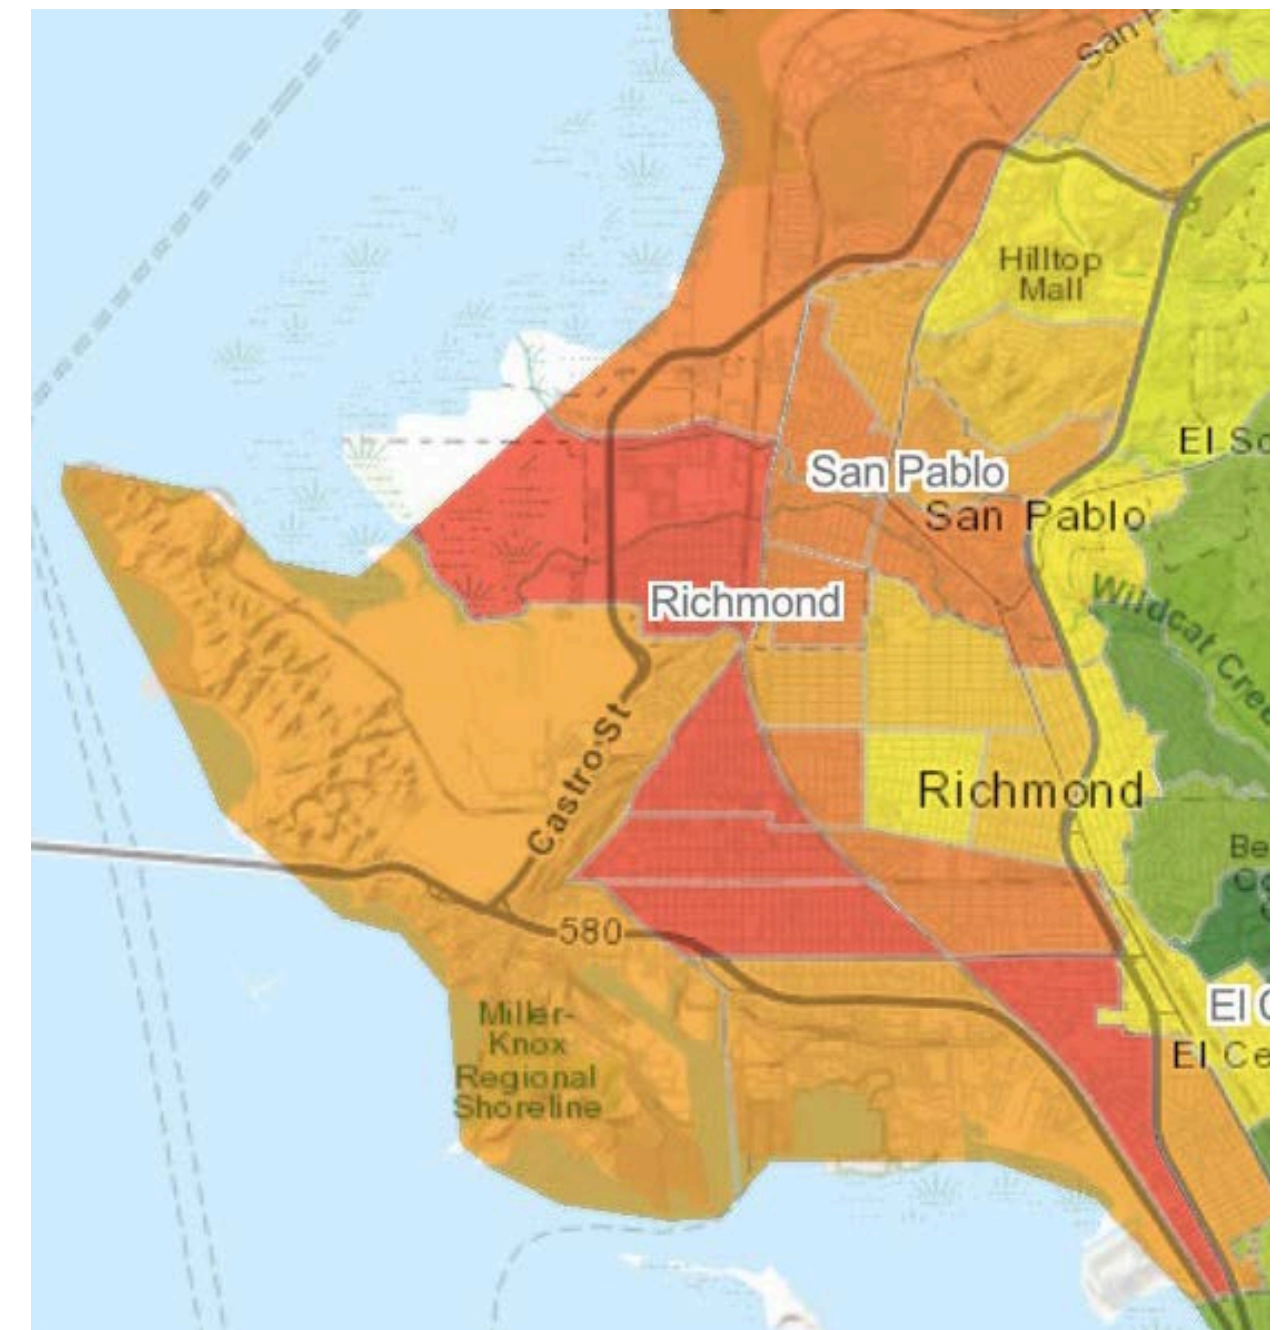 San P
Hilltop
Mall
El So
San Pablo
San Pablo
Wildcat Creek
Richmond
Castro St
Richmond
Be
580
Miller-
Knox
Regional
Shoreline
El C
El Ce